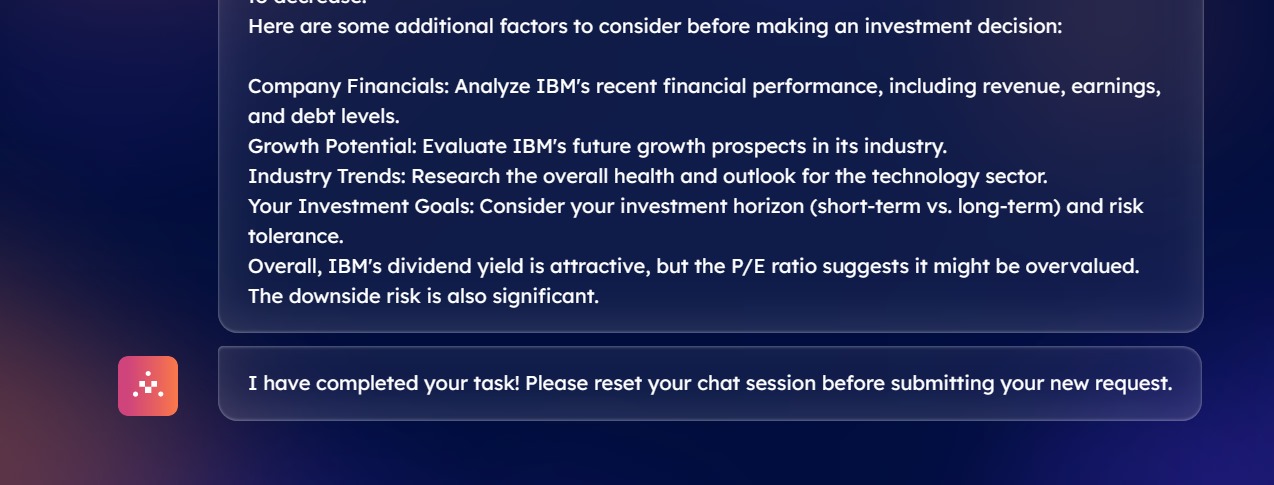 to decrease.
Here are some additional factors to consider before making an investment decision:
Company Financials: Analyze IBM's recent financial performance, including revenue, earnings,
and debt levels.
Growth Potential: Evaluate IBM's future growth prospects in its industry.
Industry Trends: Research the overall health and outlook for the technology sector.
Your Investment Goals: Consider your investment horizon (short-term vs. long-term) and risk
tolerance.
Overall, IBM's dividend yield is attractive, but the P/E ratio suggests it might be overvalued.
The downside risk is also significant.
I have completed your task! Please reset your chat session before submitting your new request.